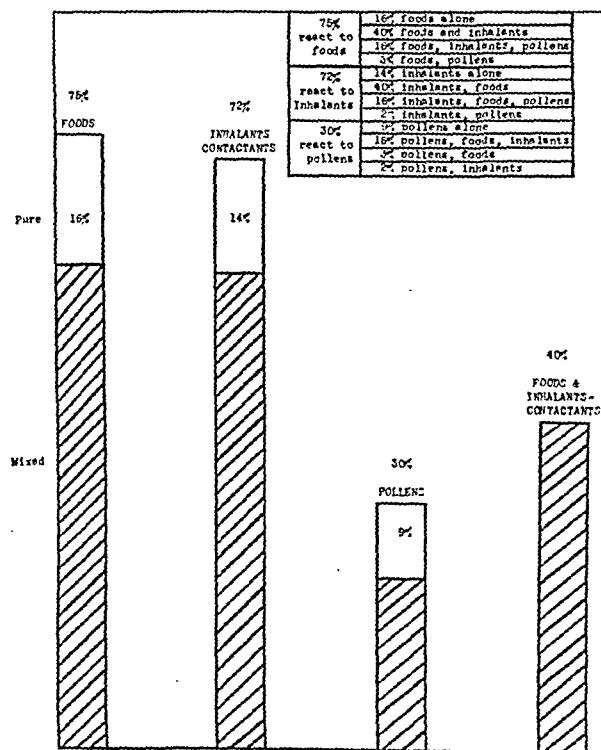 75%
react to
foods
16% foods alone
40% foods and inhalants
16% foods, inhalants, pollens
3% foods, pollens
72%
react to
Inhalants
14% inhalants alone
40% inhalants, foods
16% inhalants, foods, pollens
2% inhalants, pollens
30%
react to
pollens
9% pollens alone
16% pollens, foods, inhalants
3% pollens, foods
2% pollens, inhalants
75%
FOODS
72%
INHALANTS
CONTACTANTS
Pure
16%
14%
40%
FOODS &
INHALANTS-
CONTACTANTS
Mixed
30%
POLLENS
9%